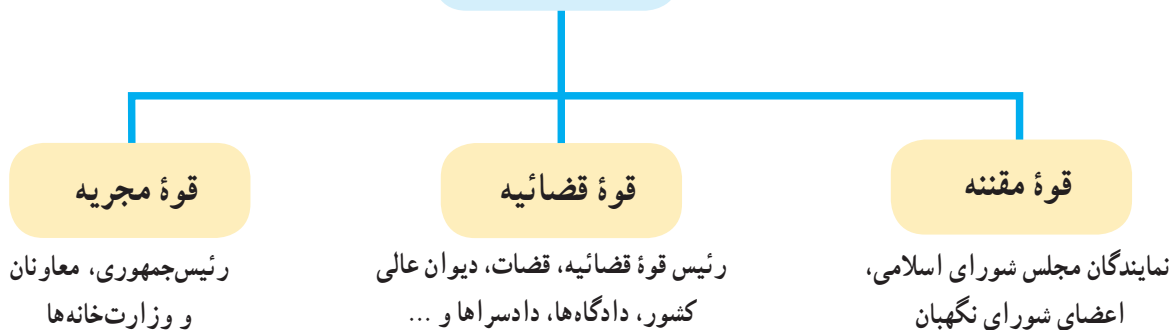 قوهٔ مقننه
نمایندگان مجلس شورای اسلامی،
اعضای شورای نگهبان
قوهٔ قضائیه
رئیس قوهٔ قضائیه، قضات، دیوان عالی
کشور، دادگاه‌ها، دادسراها و ...
قوهٔ مجریه
رئیس‌جمهوری، معاونان
و وزارت‌خانه‌ها